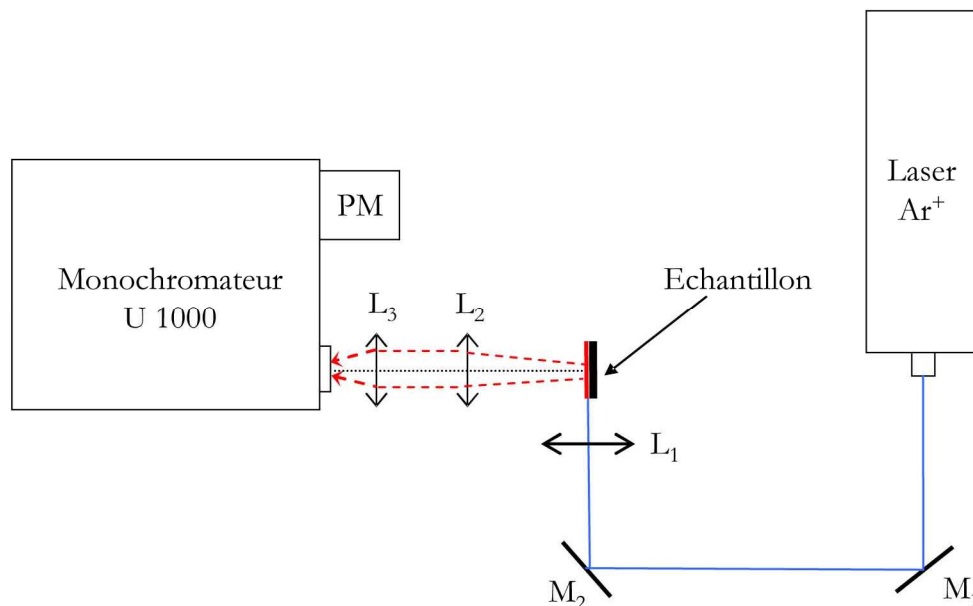 Laser
Ar⁺
PM
Monochromateur
U 1000
Echantillon
L₃
L₂
L₁
M₂
M